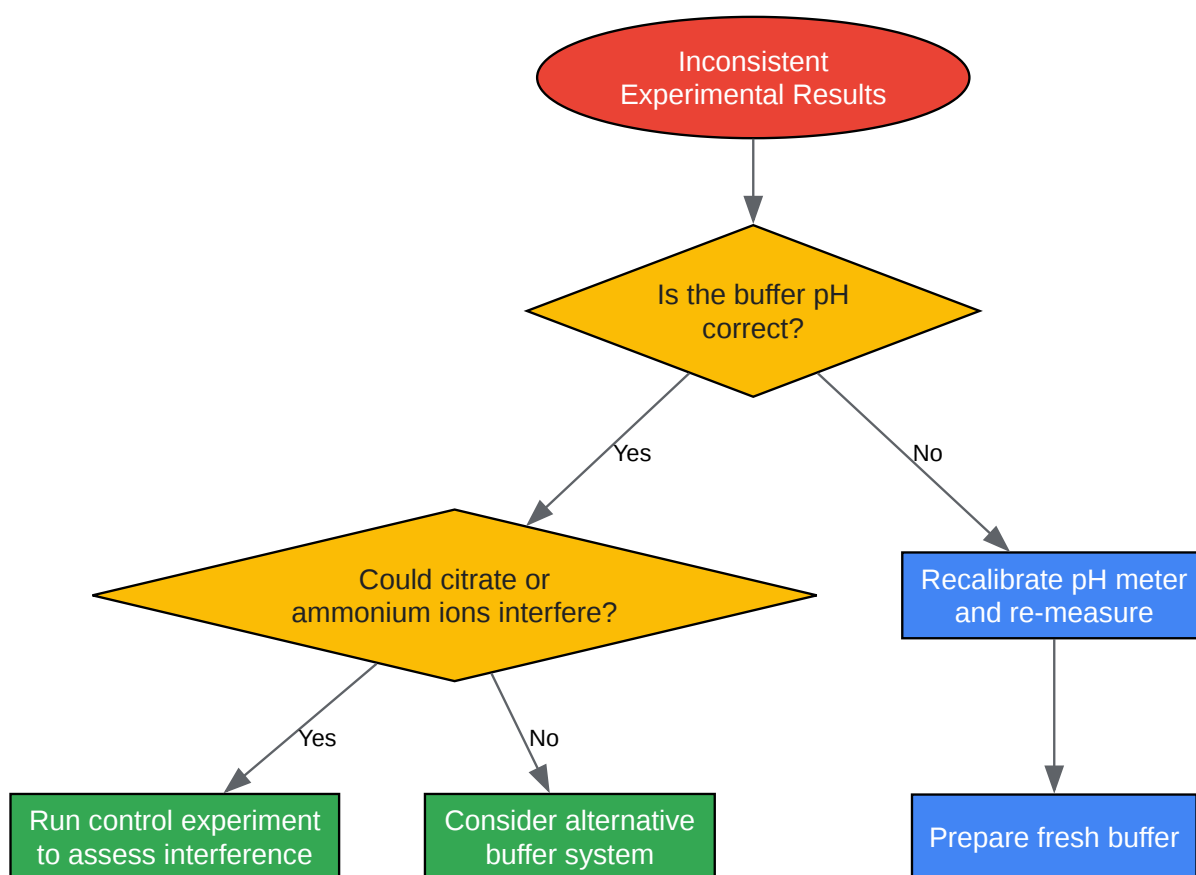 Inconsistent
Experimental Results
Is the buffer pH
correct?
Yes
No
Could citrate or
ammonium ions interfere?
Recalibrate pH meter
and re-measure
Yes
No
Run control experiment
to assess interference
Consider alternative
buffer system
Prepare fresh buffer